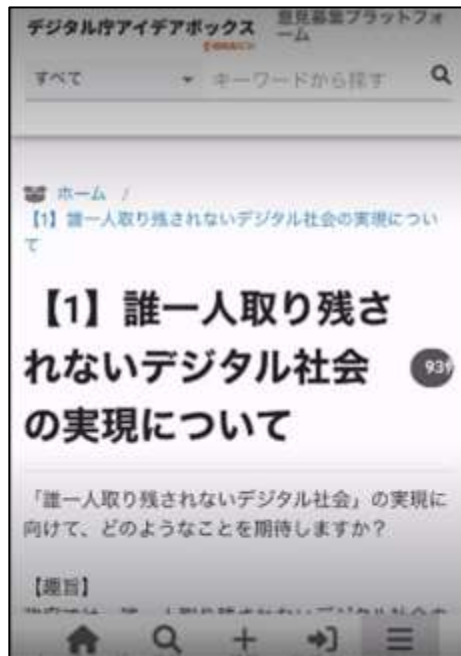 デジタル庁アイデアボックス
意見募集プラットフォ
ーム
すべて
キーワードから探す
ホーム /
【1】誰一人取り残されないデジタル社会の実現につい
て
【1】誰一人取り残さ
れないデジタル社会
の実現について
「誰一人取り残されないデジタル社会」の実現に
向けて、どのようなことを期待しますか？
【趣旨】